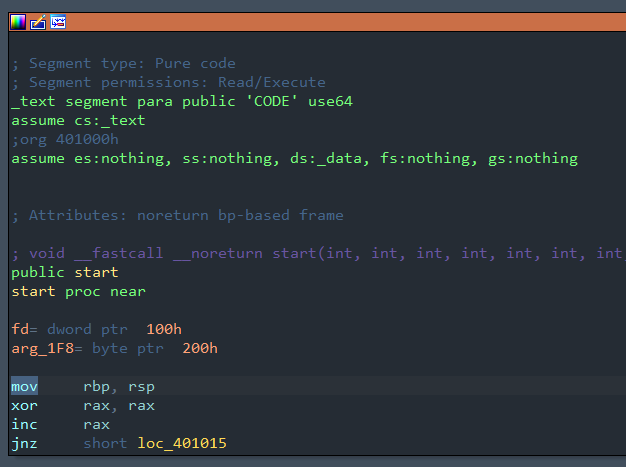 ; Segment type: Pure code
; Segment permissions: Read/Execute
_text segment para public 'CODE' use64
assume cs:_text
;org 401000h
assume es:nothing, ss:nothing, ds:_data, fs:nothing, gs:nothing
; Attributes: noreturn bp-based frame
; void __fastcall __noreturn start(int, int, int, int, int, int, int
public start
start proc near
fd= dword ptr  100h
arg_1F8= byte ptr  200h
mov     rbp, rsp
xor     rax, rax
inc     rax
jnz     short loc_401015